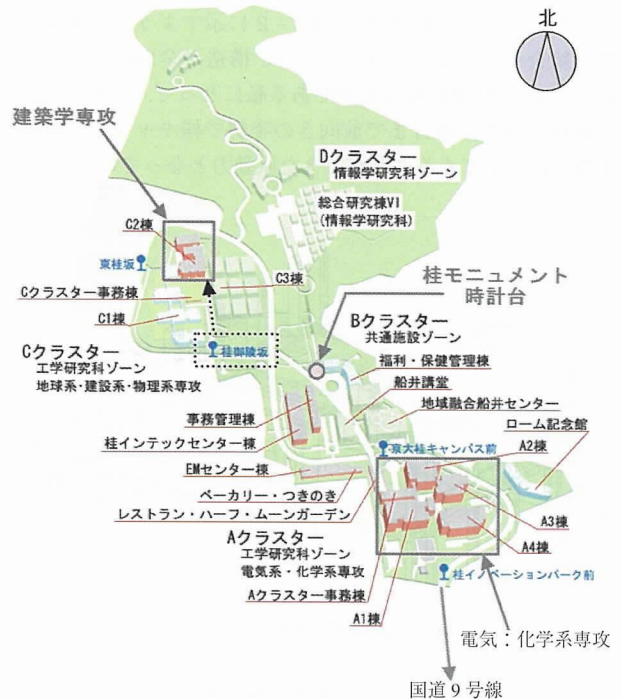 北
建築学専攻
Dクラスター
情報学研究科ゾーン
総合研究棟VI
(情報学研究科)
C2棟
東桂坂
C3棟
Cクラスター事務棟
C1棟
桂モニュメント
時計台
Bクラスター
共通施設ゾーン
Cクラスター
工学研究科ゾーン
地球系・建設系・物理系専攻
桂御陵坂
福利・保健管理棟
船井講堂
地域融合船井センター
事務管理棟
桂インテックセンター棟
ローム記念館
京大桂キャンパス前
A2棟
EMセンター棟
ベーカリー・つきのき
レストラン・ハーフ・ムーンガーデン
A3棟
Aクラスター
工学研究科ゾーン
電気系・化学系専攻
A4棟
桂イノベーションパーク前
Aクラスター事務棟
A1棟
電気:化学系専攻
国道9号線